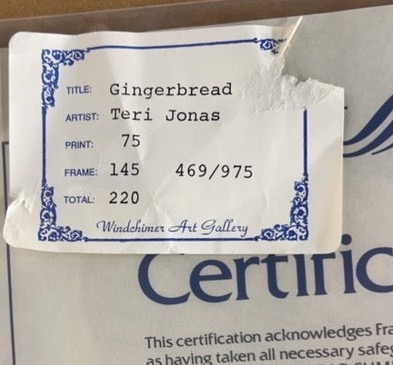 TITLE: Gingerbread
ARTIST: Teri Jonas
PRINT: 75
FRAME: 145 469/975
TOTAL: 220
Windchimer Art Gallery
Certific
This certification acknowledges Fra
as having taken all necessary safeg